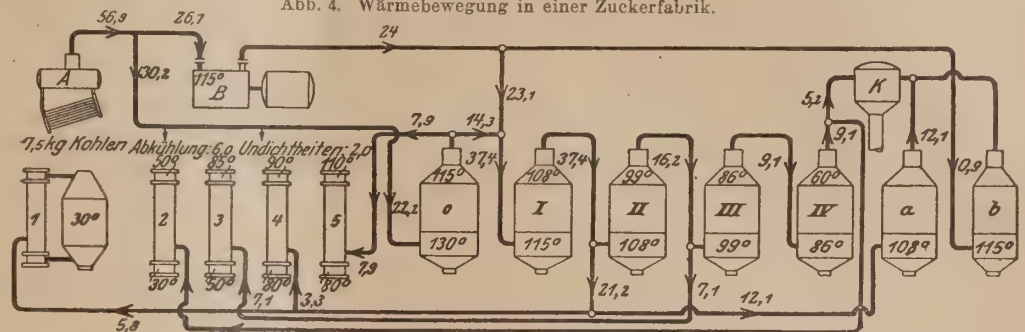 Abb. 4. Wärmebewegung in einer Zuckerfabrik.
56,9 26,7 24
A 30,2 115° B 23,1 5,2 K
7,9 14,3 9,1 12,1
7,5kg Kohlen Abkühlung: 6,0 Undichtheiten: 2,0
50° 85° 90° 110° 37,4 37,4 16,2 9,1 0,9
22,2 115° 108° 99° 86° 60°
1 30° 2 3 4 5 0 I II III IV a b
130° 115° 108° 99° 86° 108° 115°
30° 50° 80° 80° 7,9
7,1 3,3 21,2 7,1 12,1
5,8